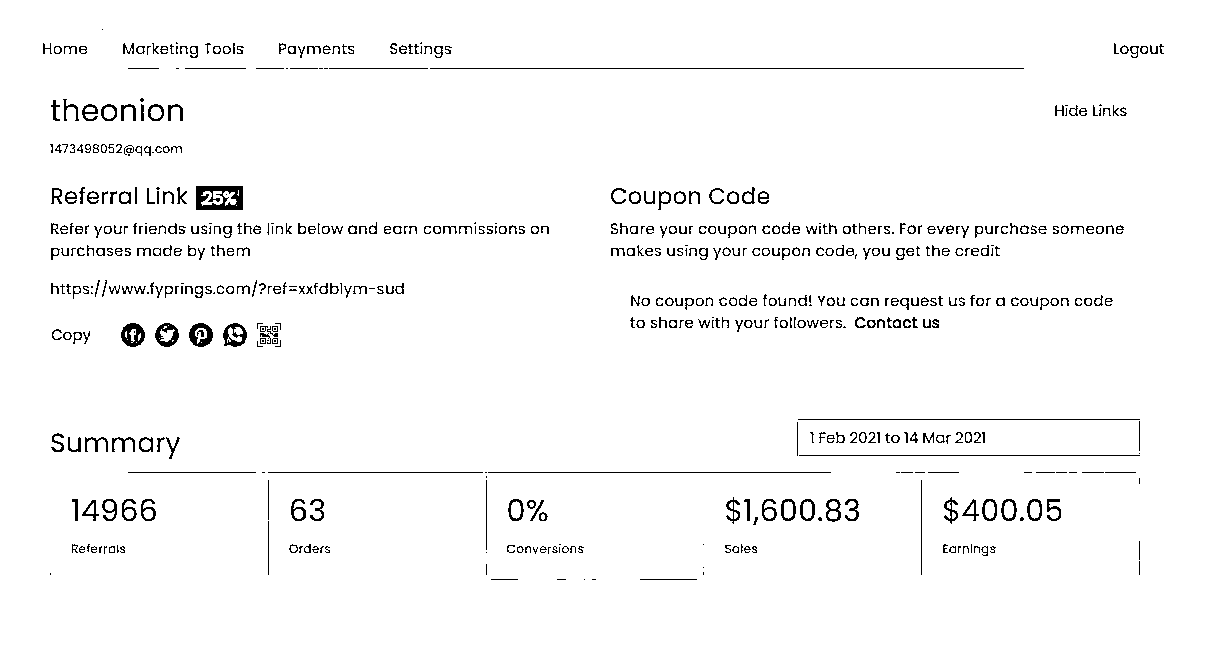 Home Marketing Tools Payments Settings Logout
theonion Hide Links
1473498052@qq.com
Referral Link 25%
Refer your friends using the link below and earn commissions on
purchases made by them
https://www.fyprings.com/?ref=xxfdblym-sud
Copy
Coupon Code
Share your coupon code with others. For every purchase someone
makes using your coupon code, you get the credit
No coupon code found! You can request us for a coupon code
to share with your followers. Contact us
Summary 1 Feb 2021 to 14 Mar 2021
14966 63 0% $1,600.83 $400.05
Referrals Orders Conversions Sales Earnings